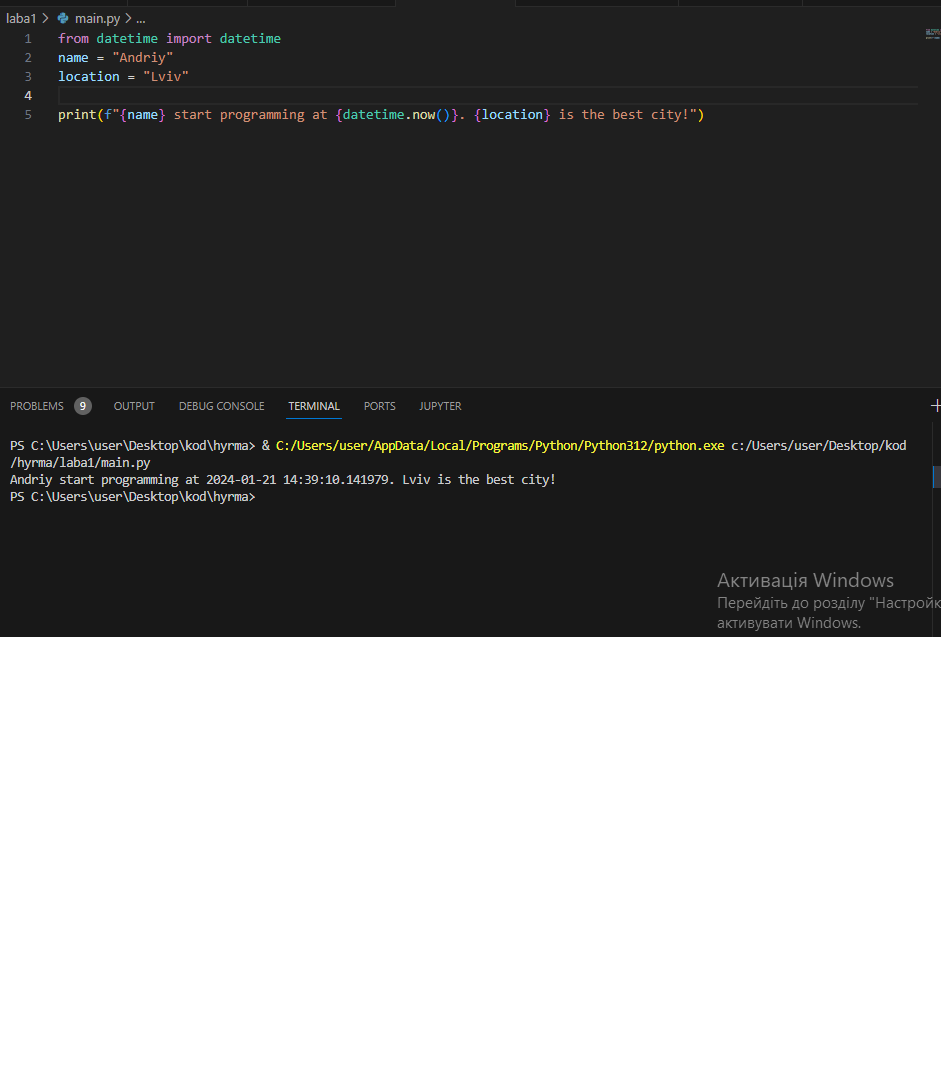 laba1 > main.py > ...
1 from datetime import datetime
2 name = "Andriy"
3 location = "Lviv"
4
5 print(f"{name} start programming at {datetime.now()}. {location} is the best city!")
PROBLEMS 9 OUTPUT DEBUG CONSOLE TERMINAL PORTS JUPYTER
PS C:\Users\user\Desktop\kod\hyrma> & C:/Users/user/AppData/Local/Programs/Python/Python312/python.exe c:/Users/user/Desktop/kod
/hyrma/laba1/main.py
Andriy start programming at 2024-01-21 14:39:10.141979. Lviv is the best city!
PS C:\Users\user\Desktop\kod\hyrma>
Активація Windows
Перейдіть до розділу "Настройк
активувати Windows.